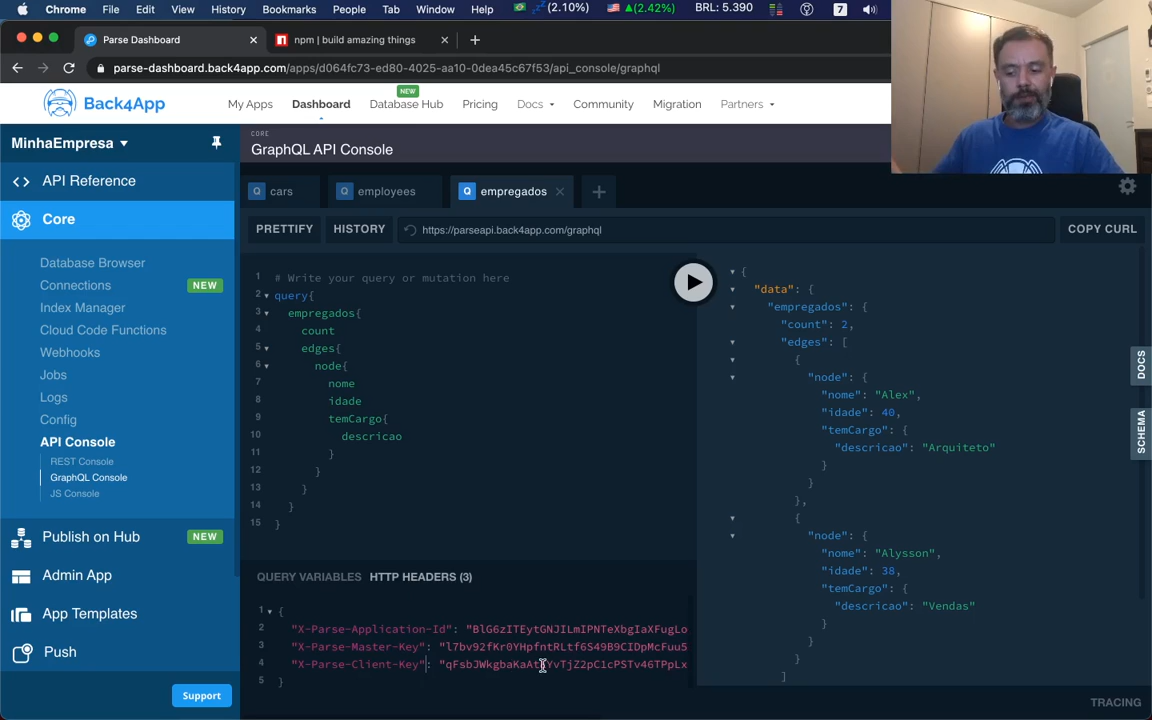 Chrome File Edit View History Bookmarks People Tab Window Help (2.10%) (2.42%) BRL: 5.390 7
Parse Dashboard npm | build amazing things
parse-dashboard.back4app.com/apps/d064fc73-ed80-4025-aa10-0dea45c67f53/api_console/graphql
NEW
Back4App My Apps Dashboard Database Hub Pricing Docs Community Migration Partners
MinhaEmpresa
CORE
GraphQL API Console
API Reference
Core
Database Browser
Connections NEW
Index Manager
Cloud Code Functions
Webhooks
Jobs
Logs
Config
API Console
REST Console
GraphQL Console
JS Console
Publish on Hub NEW
Admin App
App Templates
Push
Support
Q cars Q employees Q empregados
PRETTIFY HISTORY https://parseapi.back4app.com/graphql COPY CURL
1 # Write your query or mutation here
2 query{
3 empregados{
4 count
5 edges{
6 node{
7 nome
8 idade
9 temCargo{
10 descricao
11 }
12 }
13 }
14 }
15 }
QUERY VARIABLES HTTP HEADERS (3)
1 {
2 "X-Parse-Application-Id":
3 "X-Parse-Master-Key":
4 "X-Parse-Client-Key":
5 }
{
"data": {
"empregados": {
"count": 2,
"edges": [
{
"node": {
"nome": "Alex",
"idade": 40,
"temCargo": {
"descricao": "Arquiteto"
}
}
},
{
"node": {
"nome": "Alysson",
"idade": 38,
"temCargo": {
"descricao": "Vendas"
}
}
}
]
DOCS
SCHEMA
TRACING